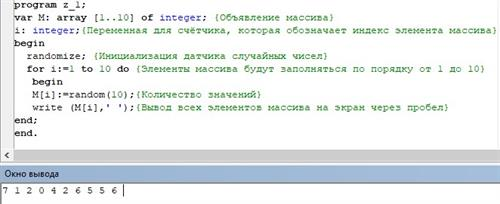 program z_1;
var M: array [1..10] of integer; {Объявление массива}
i: integer;{Переменная для счётчика, которая обозначает индекс элемента массива}
begin
randomize; {Инициализация датчика случайных чисел}
for i:=1 to 10 do {Элементы массива будут заполняться по порядку от 1 до 10}
begin
M[i]:=random(10);{Количество значений}
write (M[i],' ');{Вывод всех элементов массива на экран через пробел}
end;
end.
Окно вывода
7 1 2 0 4 2 6 5 5 6